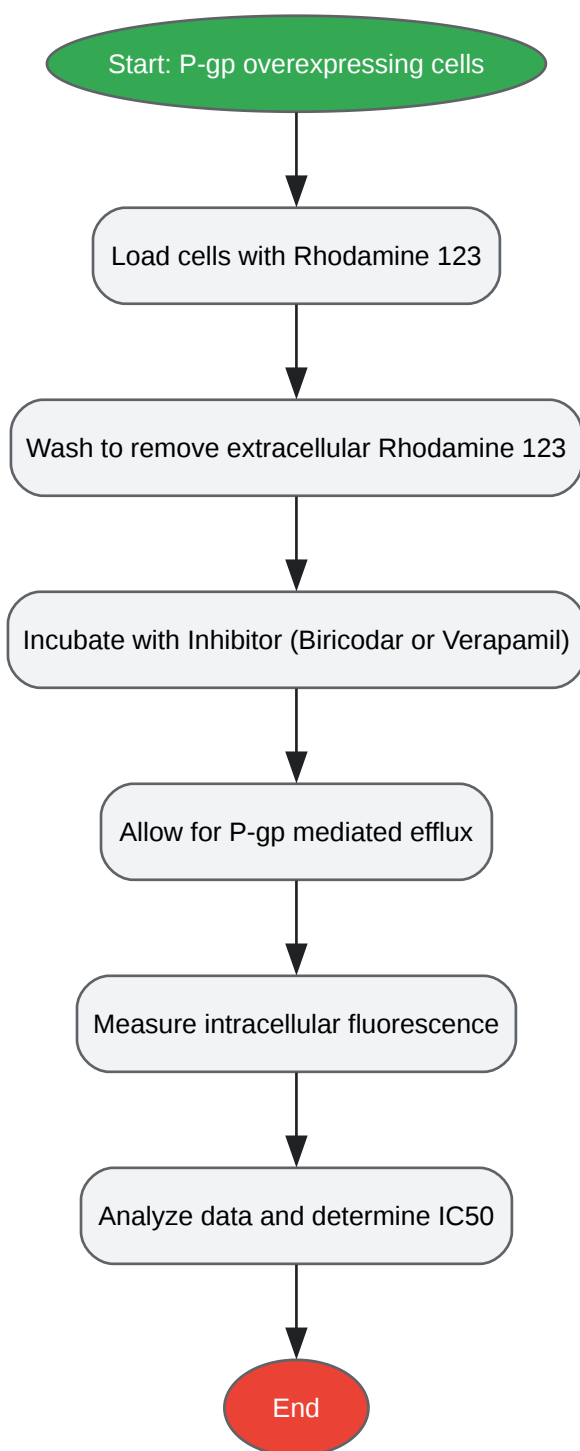 Start: P-gp overexpressing cells
Load cells with Rhodamine 123
Wash to remove extracellular Rhodamine 123
Incubate with Inhibitor (Biricodar or Verapamil)
Allow for P-gp mediated efflux
Measure intracellular fluorescence
Analyze data and determine IC50
End